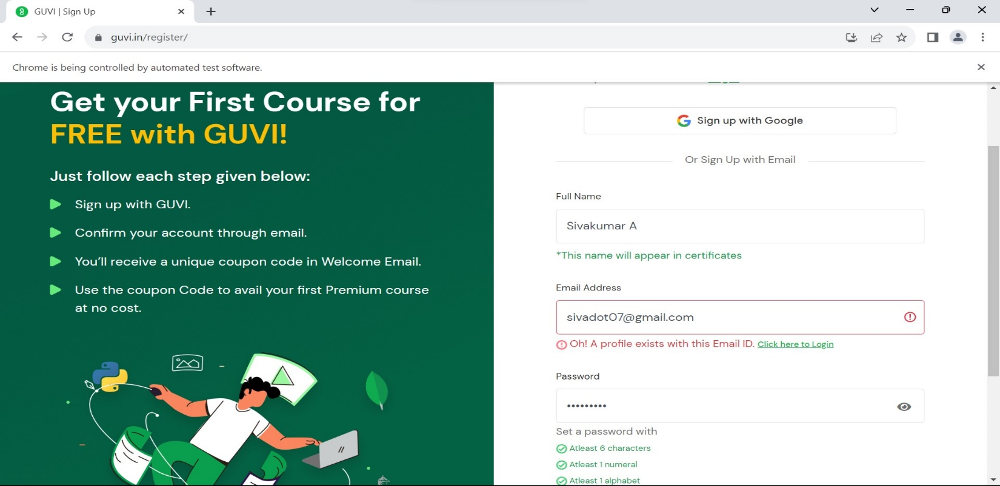 GUVI | Sign Up
guvi.in/register/
Chrome is being controlled by automated test software.
Get your First Course for
FREE with GUVI!
Just follow each step given below:
Sign up with GUVI.
Confirm your account through email.
You'll receive a unique coupon code in Welcome Email.
Use the coupon Code to avail your first Premium course
at no cost.
Sign up with Google
Or Sign Up with Email
Full Name
Sivakumar A
*This name will appear in certificates
Email Address
sivadot07@gmail.com
Oh! A profile exists with this Email ID. Click here to Login
Password
•••••••••
Set a password with
Atleast 6 characters
Atleast 1 numeral
Atleast 1 alphabet